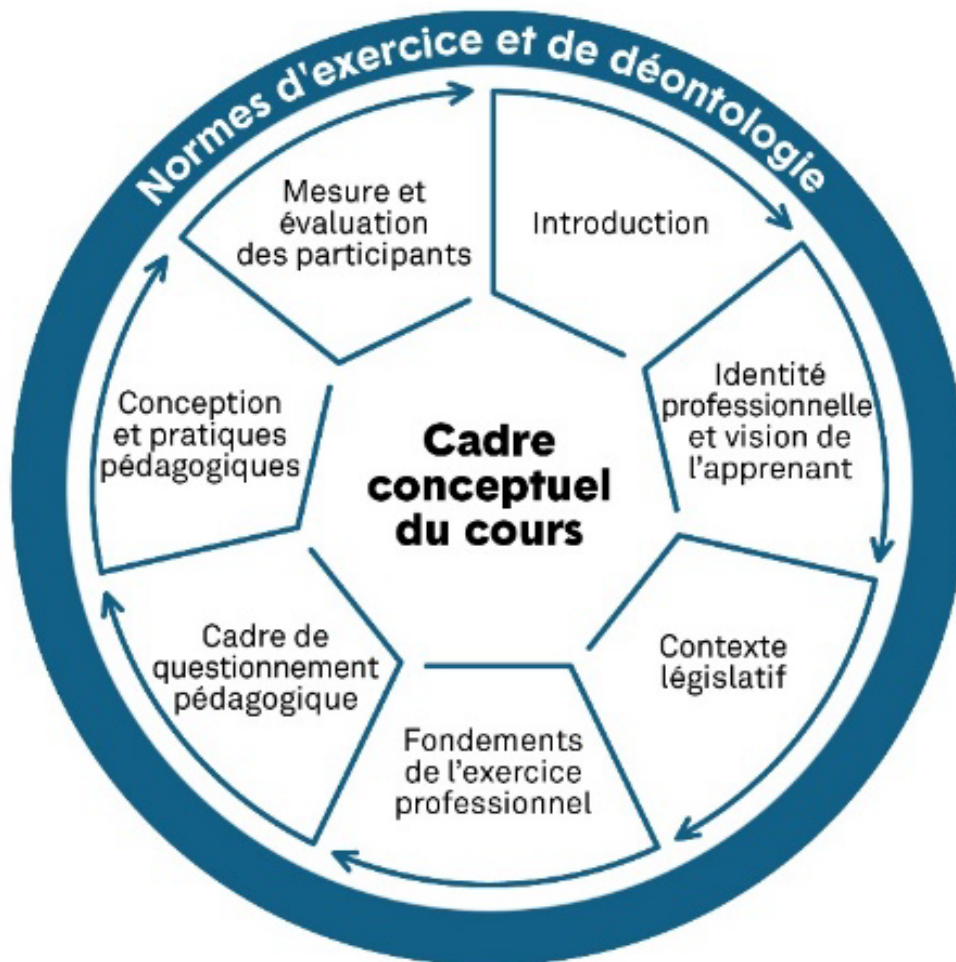 Normes d'exercice et de déontologie
Introduction
Identité
professionnelle
et vision de
l'apprenant
Contexte
législatif
Fondements
de l'exercice
professionnel
Cadre de
questionnement
pédagogique
Conception
et pratiques
pédagogiques
Mesure et
évaluation
des participants
Cadre
conceptuel
du cours